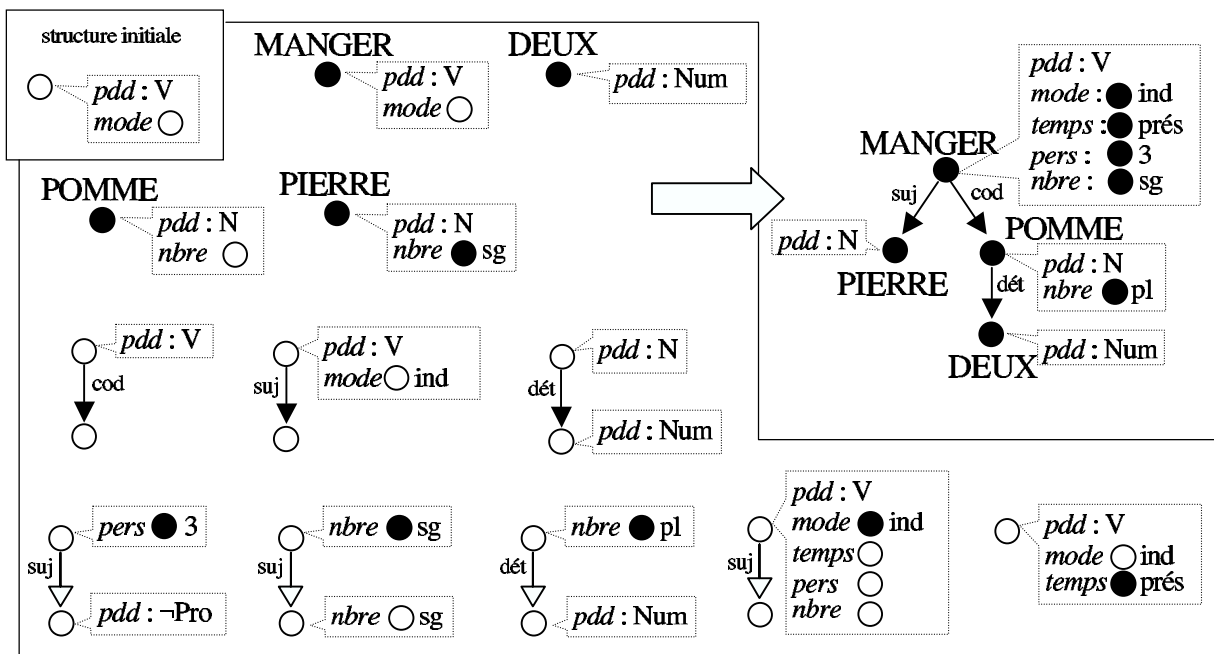 structure initiale
pdd : V
mode
MANGER
pdd : V
mode
DEUX
pdd : Num
POMME
pdd : N
nbre
PIERRE
pdd : N
nbre sg
pdd : V
cod
pdd : V
mode ind
suj
pdd : N
dét
pdd : Num
pers 3
suj
pdd : ¬Pro
nbre sg
suj
nbre sg
nbre pl
dét
pdd : Num
pdd : V
mode ind
temps
pers
nbre
suj
pdd : V
mode ind
temps prés
pdd : V
mode : ind
temps : prés
pers : 3
nbre : sg
MANGER
suj
cod
pdd : N
PIERRE
POMME
pdd : N
nbre pl
dét
pdd : Num
DEUX